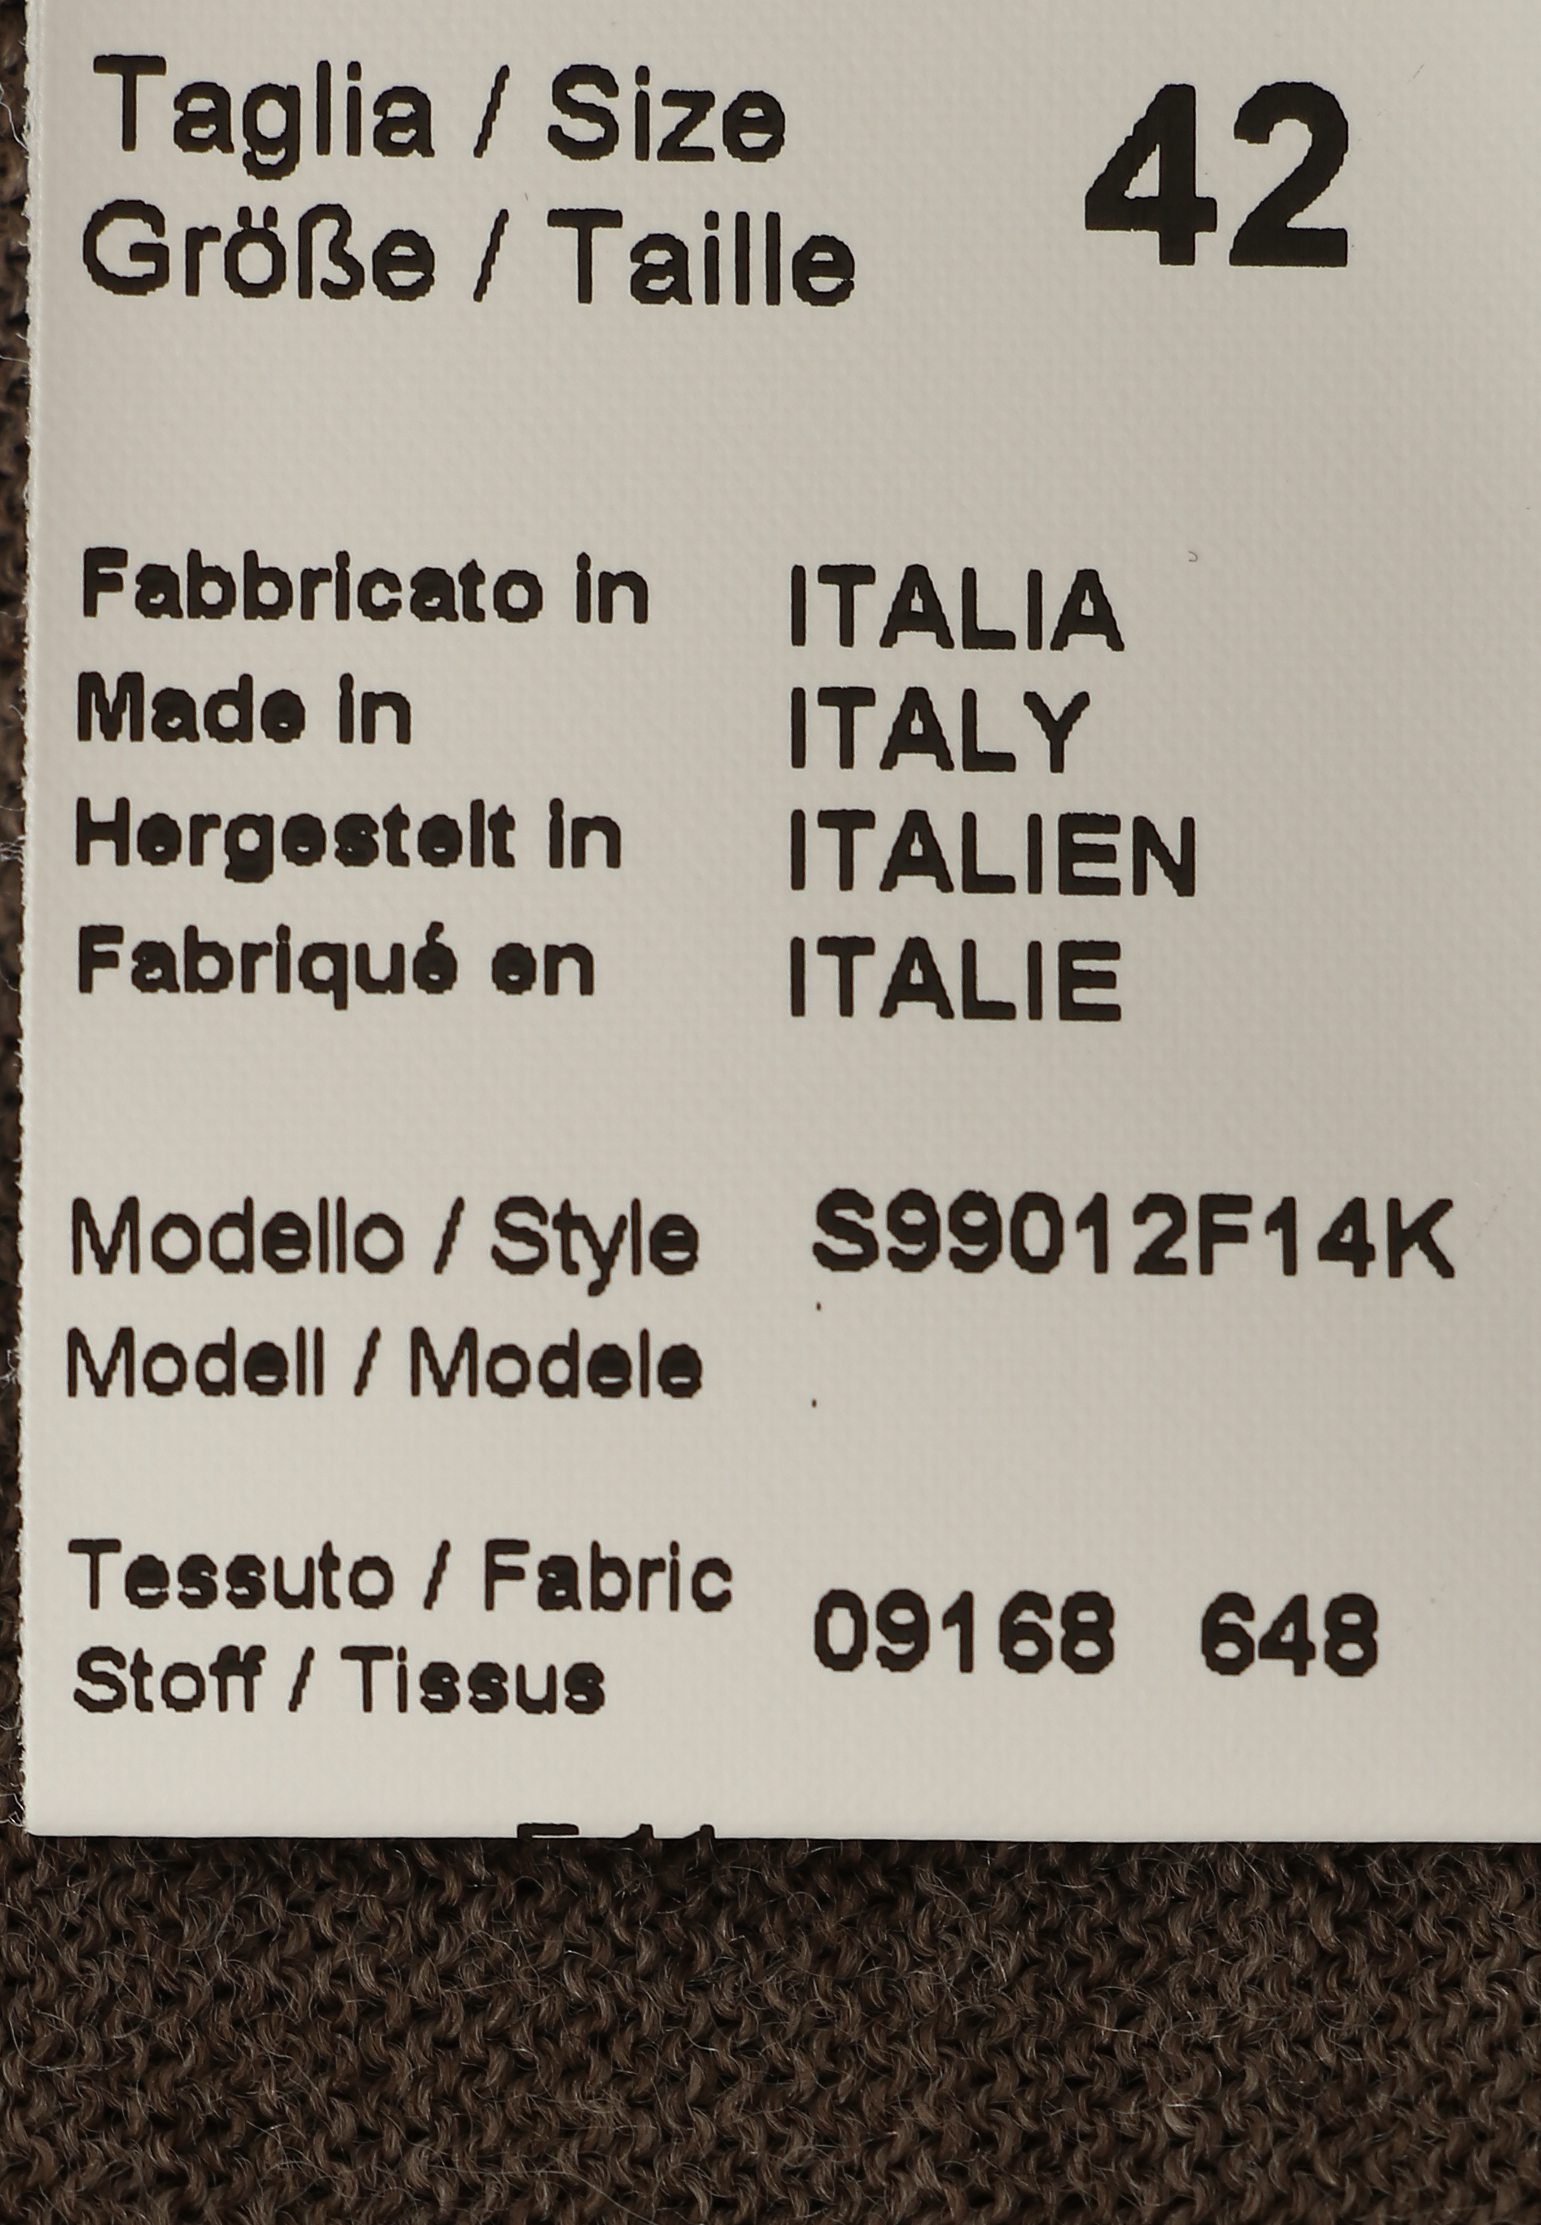 Taglia / Size 42
Größe / Taille
Fabbricato in ITALIA
Made in ITALY
Hergestelt in ITALIEN
Fabriqué en ITALIE
Modello / Style S99012F14K
Modell / Modele
Tessuto / Fabric 09168 648
Stoff / Tissus